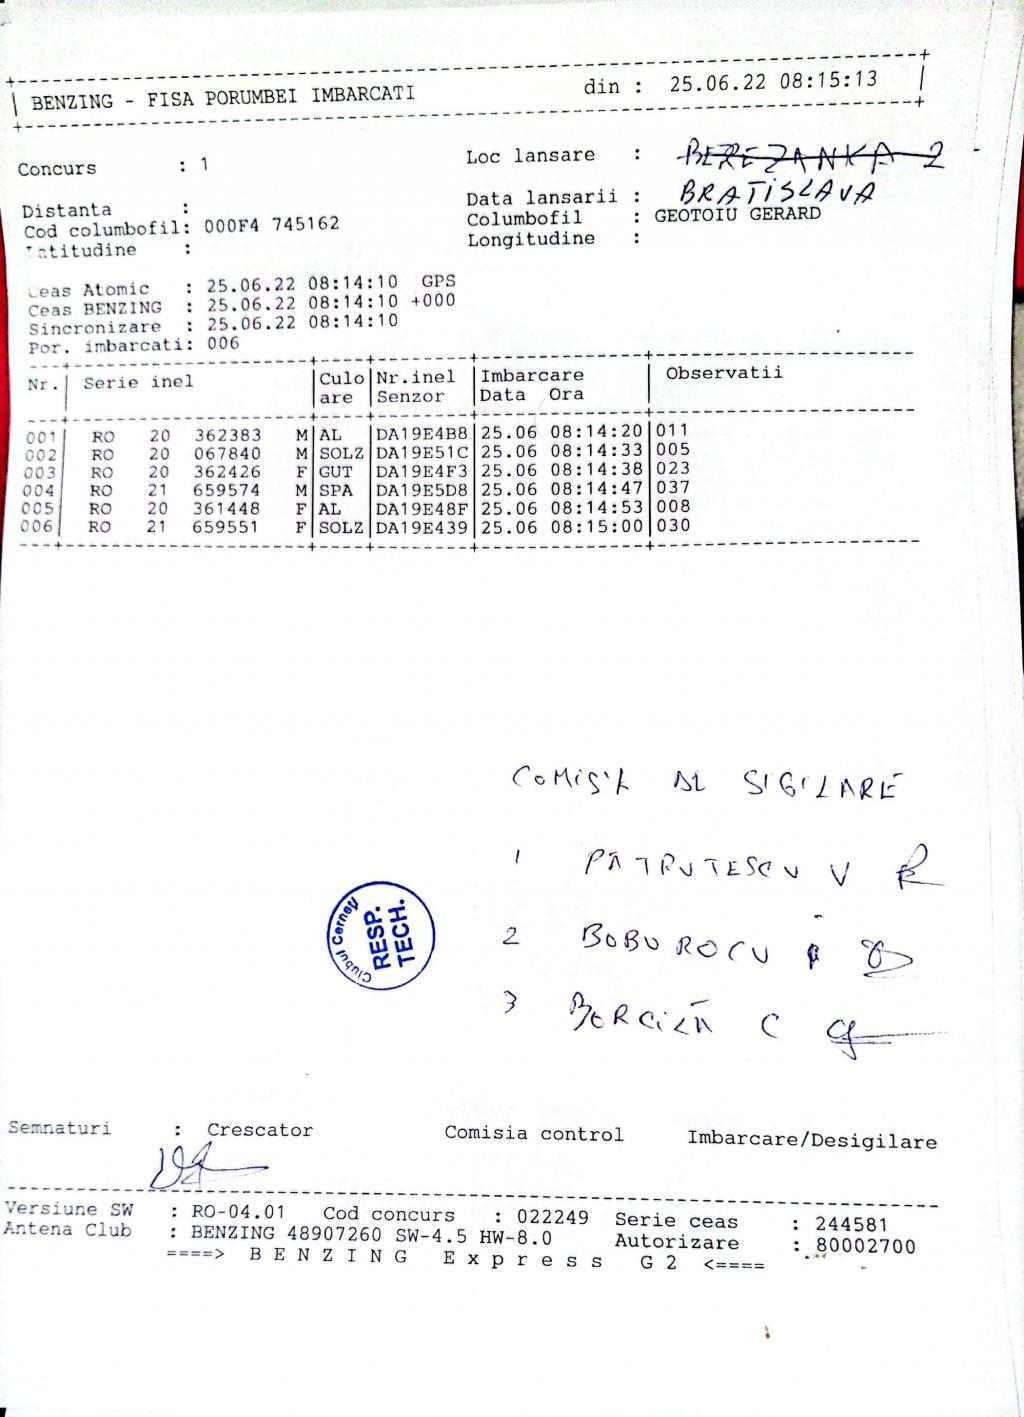 BENZING - FISA PORUMBEI IMBARCATI din : 25.06.22 08:15:13
Concurs : 1 Loc lansare : BEREZANKA 2
Data lansarii : BRATISLAVA
Distanta :
Cod columbofil: 000F4 745162 Columbofil : GEOTOIU GERARD
Latitudine : Longitudine :
Ceas Atomic : 25.06.22 08:14:10 GPS
Ceas BENZING : 25.06.22 08:14:10 +000
Sincronizare : 25.06.22 08:14:10
Por. imbarcati: 006
Nr. Serie inel Culo Nr.inel Imbarcare Observatii
are Senzor Data Ora
001 RO 20 362383 M AL DA19E4B8 25.06 08:14:20 011
002 RO 20 067840 M SOLZ DA19E51C 25.06 08:14:33 005
003 RO 20 362426 F GUT DA19E4F3 25.06 08:14:38 023
004 RO 21 659574 M SPA DA19E5D8 25.06 08:14:47 037
005 RO 20 361448 F AL DA19E48F 25.06 08:14:53 008
006 RO 21 659551 F SOLZ DA19E439 25.06 08:15:00 030
COMISIA DE SIGILARE
1 PĂTRUTESCU V
2 BOBUROCU
3 BORCILĂ C
Clubul Cerneti
RESP.
TECH.
Semnaturi : Crescator Comisia control Imbarcare/Desigilare
Versiune SW : RO-04.01 Cod concurs : 022249 Serie ceas : 244581
Antena Club : BENZING 48907260 SW-4.5 HW-8.0 Autorizare : 80002700
====> B E N Z I N G E x p r e s s G 2 <====